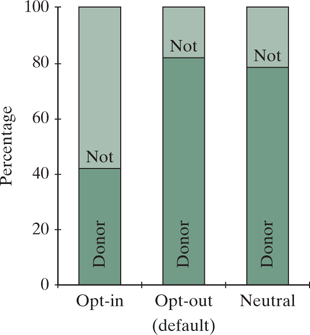 100
80
60
40
20
0
Percentage
Not
Donor
Not
Donor
Not
Donor
Opt-in
Opt-out
Neutral
(default)